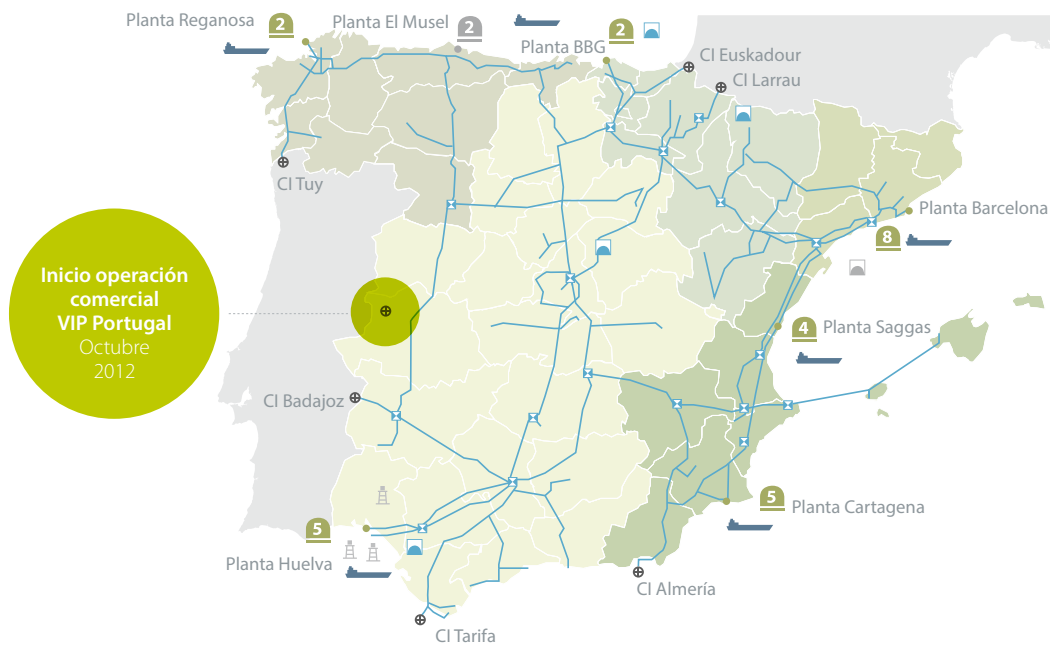 Planta Reganosa
2
Planta El Musel
2
Planta BBG
2
CI Euskadour
CI Larrau
CI Tuy
Planta Barcelona
8
Inicio operación
comercial
VIP Portugal
Octubre
2012
4
Planta Saggas
CI Badajoz
5
Planta Cartagena
5
Planta Huelva
CI Almería
CI Tarifa